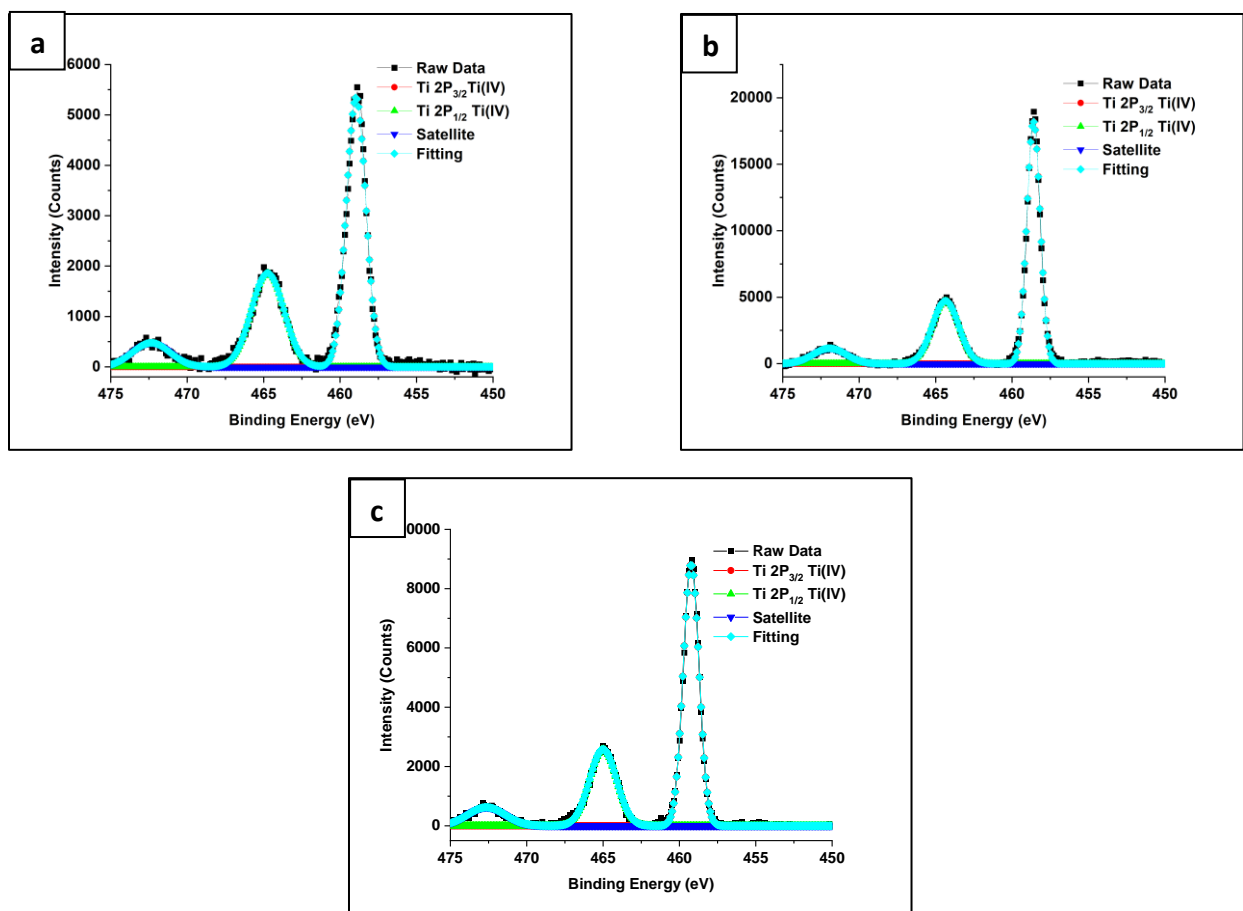 a
6000
5000
4000
3000
2000
1000
0
Intensity (Counts)
Raw Data
Ti 2P3/2 Ti(IV)
Ti 2P1/2 Ti(IV)
Satellite
Fitting
475 470 465 460 455 450
Binding Energy (eV)
b
20000
15000
10000
5000
0
Intensity (Counts)
Raw Data
Ti 2P3/2 Ti(IV)
Ti 2P1/2 Ti(IV)
Satellite
Fitting
475 470 465 460 455 450
Binding Energy (eV)
c
0000
8000
6000
4000
2000
0
Intensity (Counts)
Raw Data
Ti 2P3/2 Ti(IV)
Ti 2P1/2 Ti(IV)
Satellite
Fitting
475 470 465 460 455 450
Binding Energy (eV)